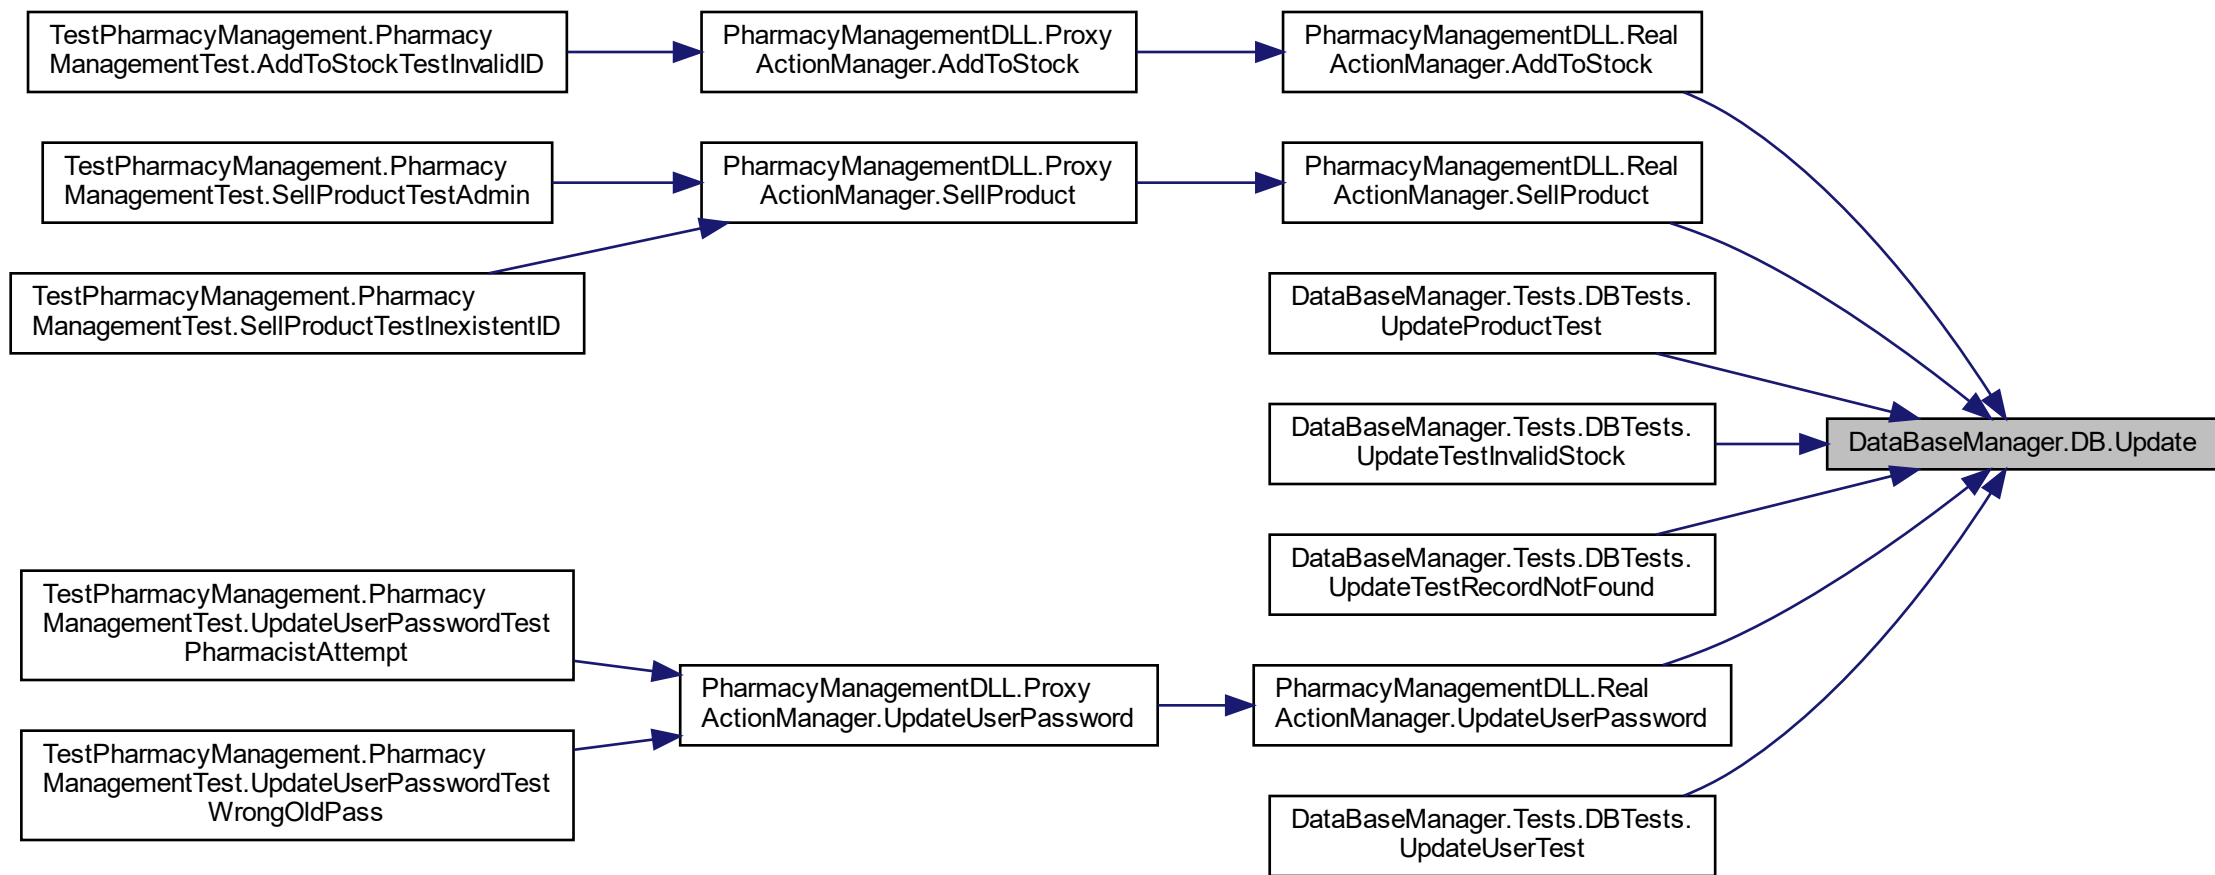 TestPharmacyManagement.Pharmacy
ManagementTest.AddToStockTestInvalidID
PharmacyManagementDLL.Proxy
ActionManager.AddToStock
PharmacyManagementDLL.Real
ActionManager.AddToStock
TestPharmacyManagement.Pharmacy
ManagementTest.SellProductTestAdmin
PharmacyManagementDLL.Proxy
ActionManager.SellProduct
PharmacyManagementDLL.Real
ActionManager.SellProduct
TestPharmacyManagement.Pharmacy
ManagementTest.SellProductTestInexistentID
DataBaseManager.Tests.DBTests.
UpdateProductTest
DataBaseManager.Tests.DBTests.
UpdateTestInvalidStock
DataBaseManager.DB.Update
DataBaseManager.Tests.DBTests.
UpdateTestRecordNotFound
TestPharmacyManagement.Pharmacy
ManagementTest.UpdateUserPasswordTest
PharmacistAttempt
PharmacyManagementDLL.Proxy
ActionManager.UpdateUserPassword
PharmacyManagementDLL.Real
ActionManager.UpdateUserPassword
TestPharmacyManagement.Pharmacy
ManagementTest.UpdateUserPasswordTest
WrongOldPass
DataBaseManager.Tests.DBTests.
UpdateUserTest